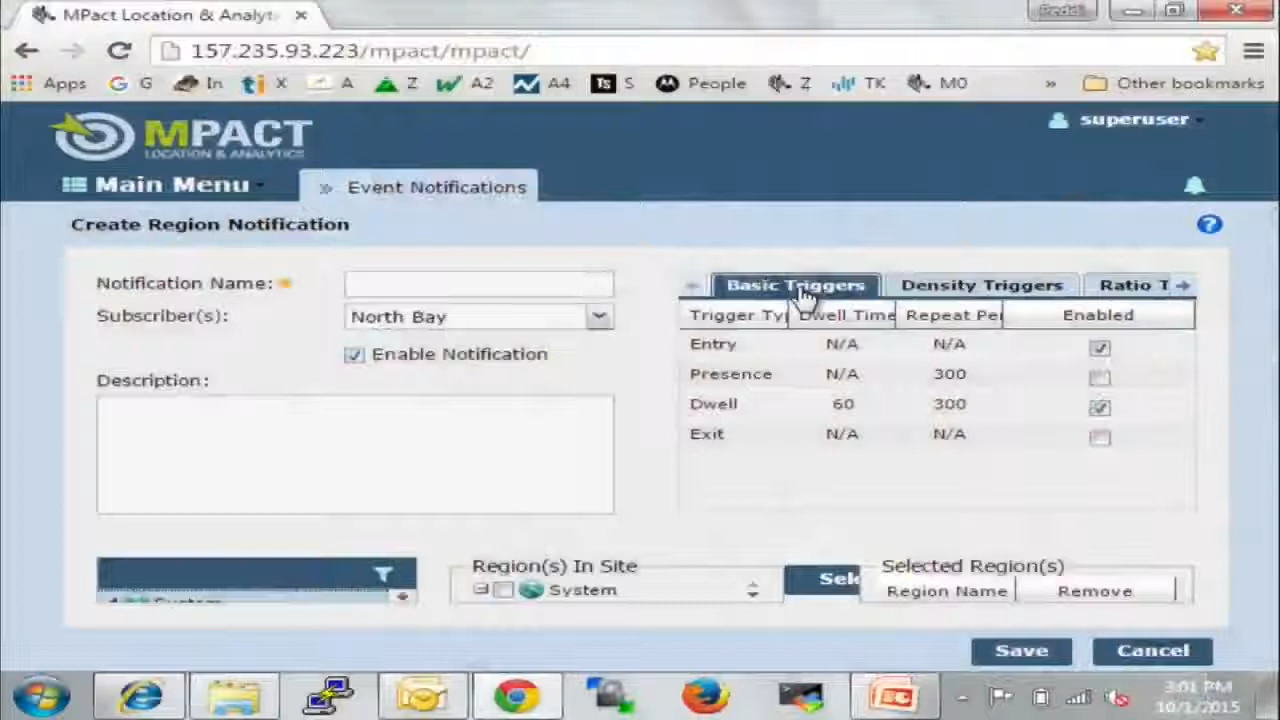 MPact Location & Analyt
157.235.93.223/mpact/mpact/
Apps G In X A Z A2 A4 Ts S People Z TK M0 » Other bookmarks
MPACT
LOCATION & ANALYTICS
superuser
Main Menu
» Event Notifications
Create Region Notification
?
Notification Name:
Subscriber(s):
North Bay
Enable Notification
Description:
Basic Triggers Density Triggers Ratio T
Trigger Ty Dwell Time Repeat Per Enabled
Entry N/A N/A
Presence N/A 300
Dwell 60 300
Exit N/A N/A
System
Region(s) In Site
System
Sele
Selected Region(s)
Region Name Remove
Save Cancel
3:01 PM
10/1/2015